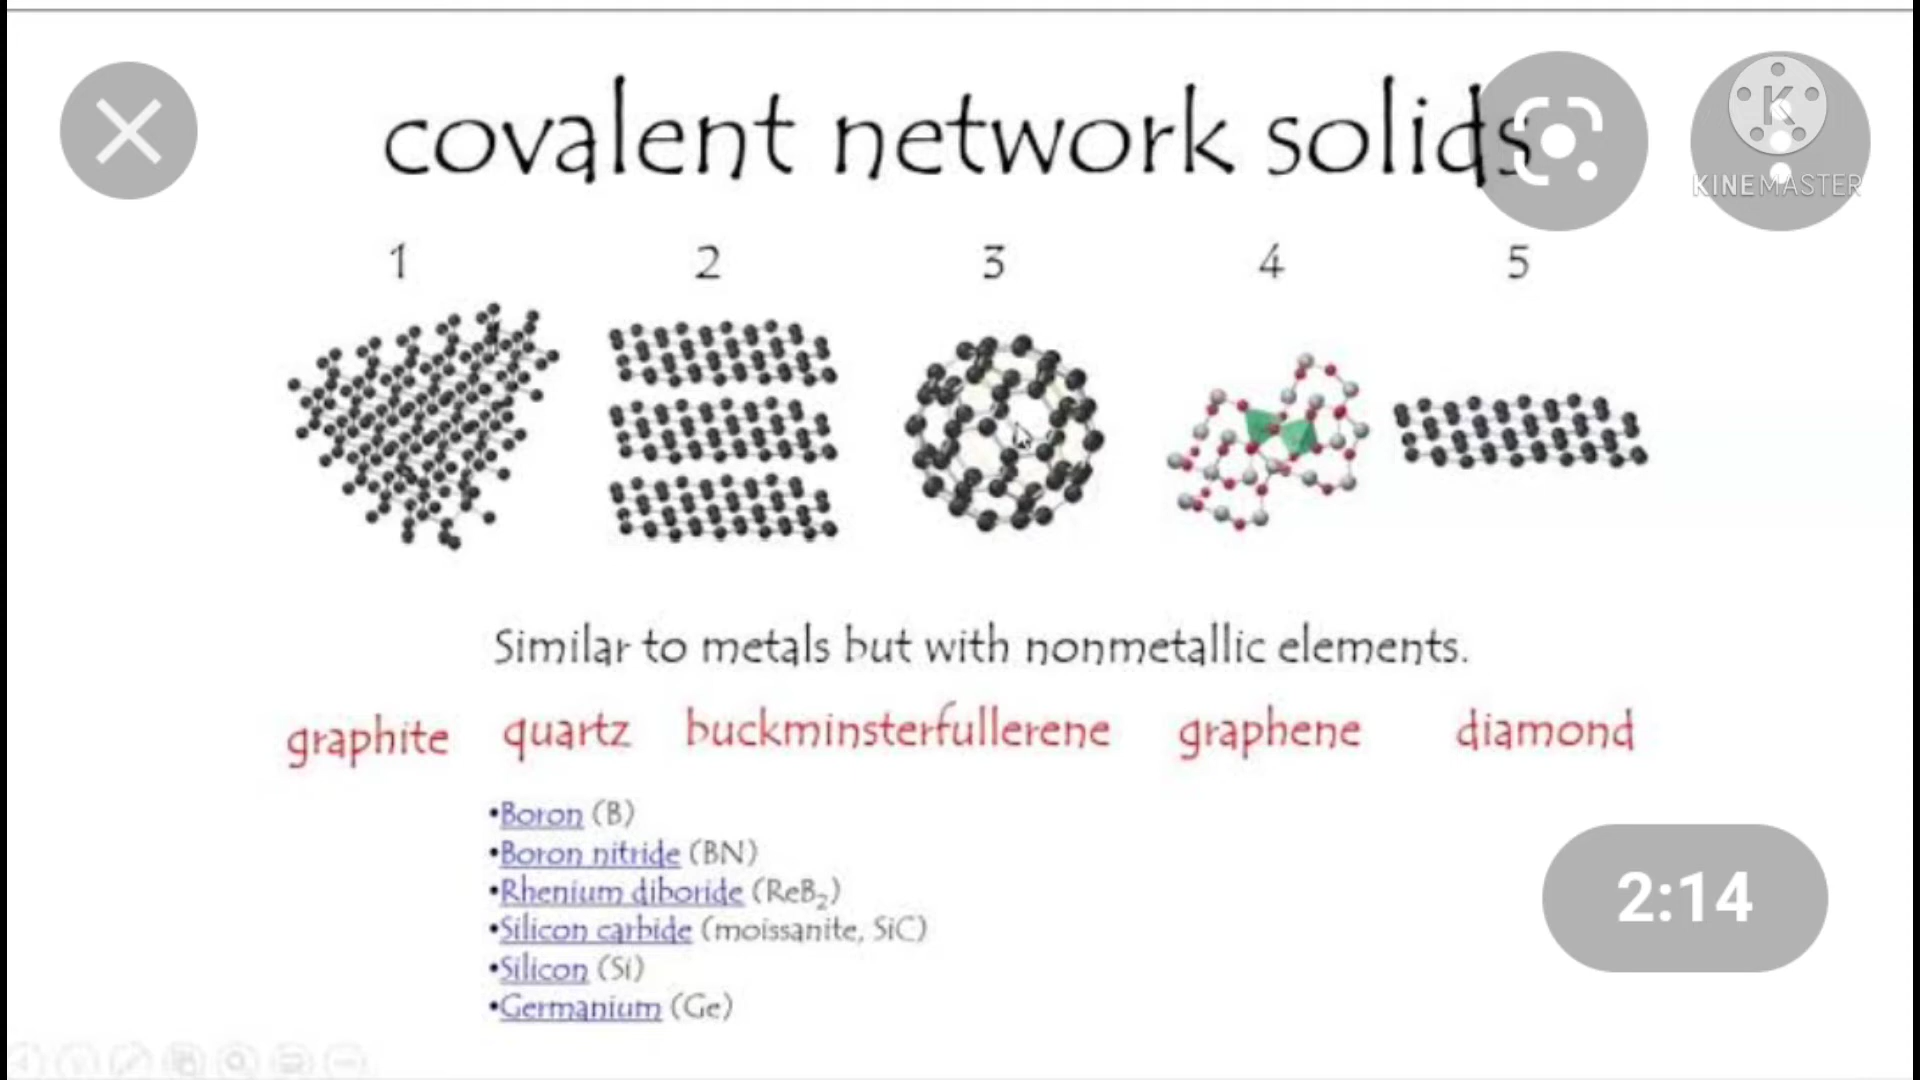 covalent network solids
KINEMASTER
K
1 2 3 4 5
Similar to metals but with nonmetallic elements.
graphite quartz buckminsterfullerene graphene diamond
•Boron (B)
•Boron nitride (BN)
•Rhenium diboride (ReB₂)
•Silicon carbide (moissanite, SiC)
•Silicon (Si)
•Germanium (Ge)
2:14